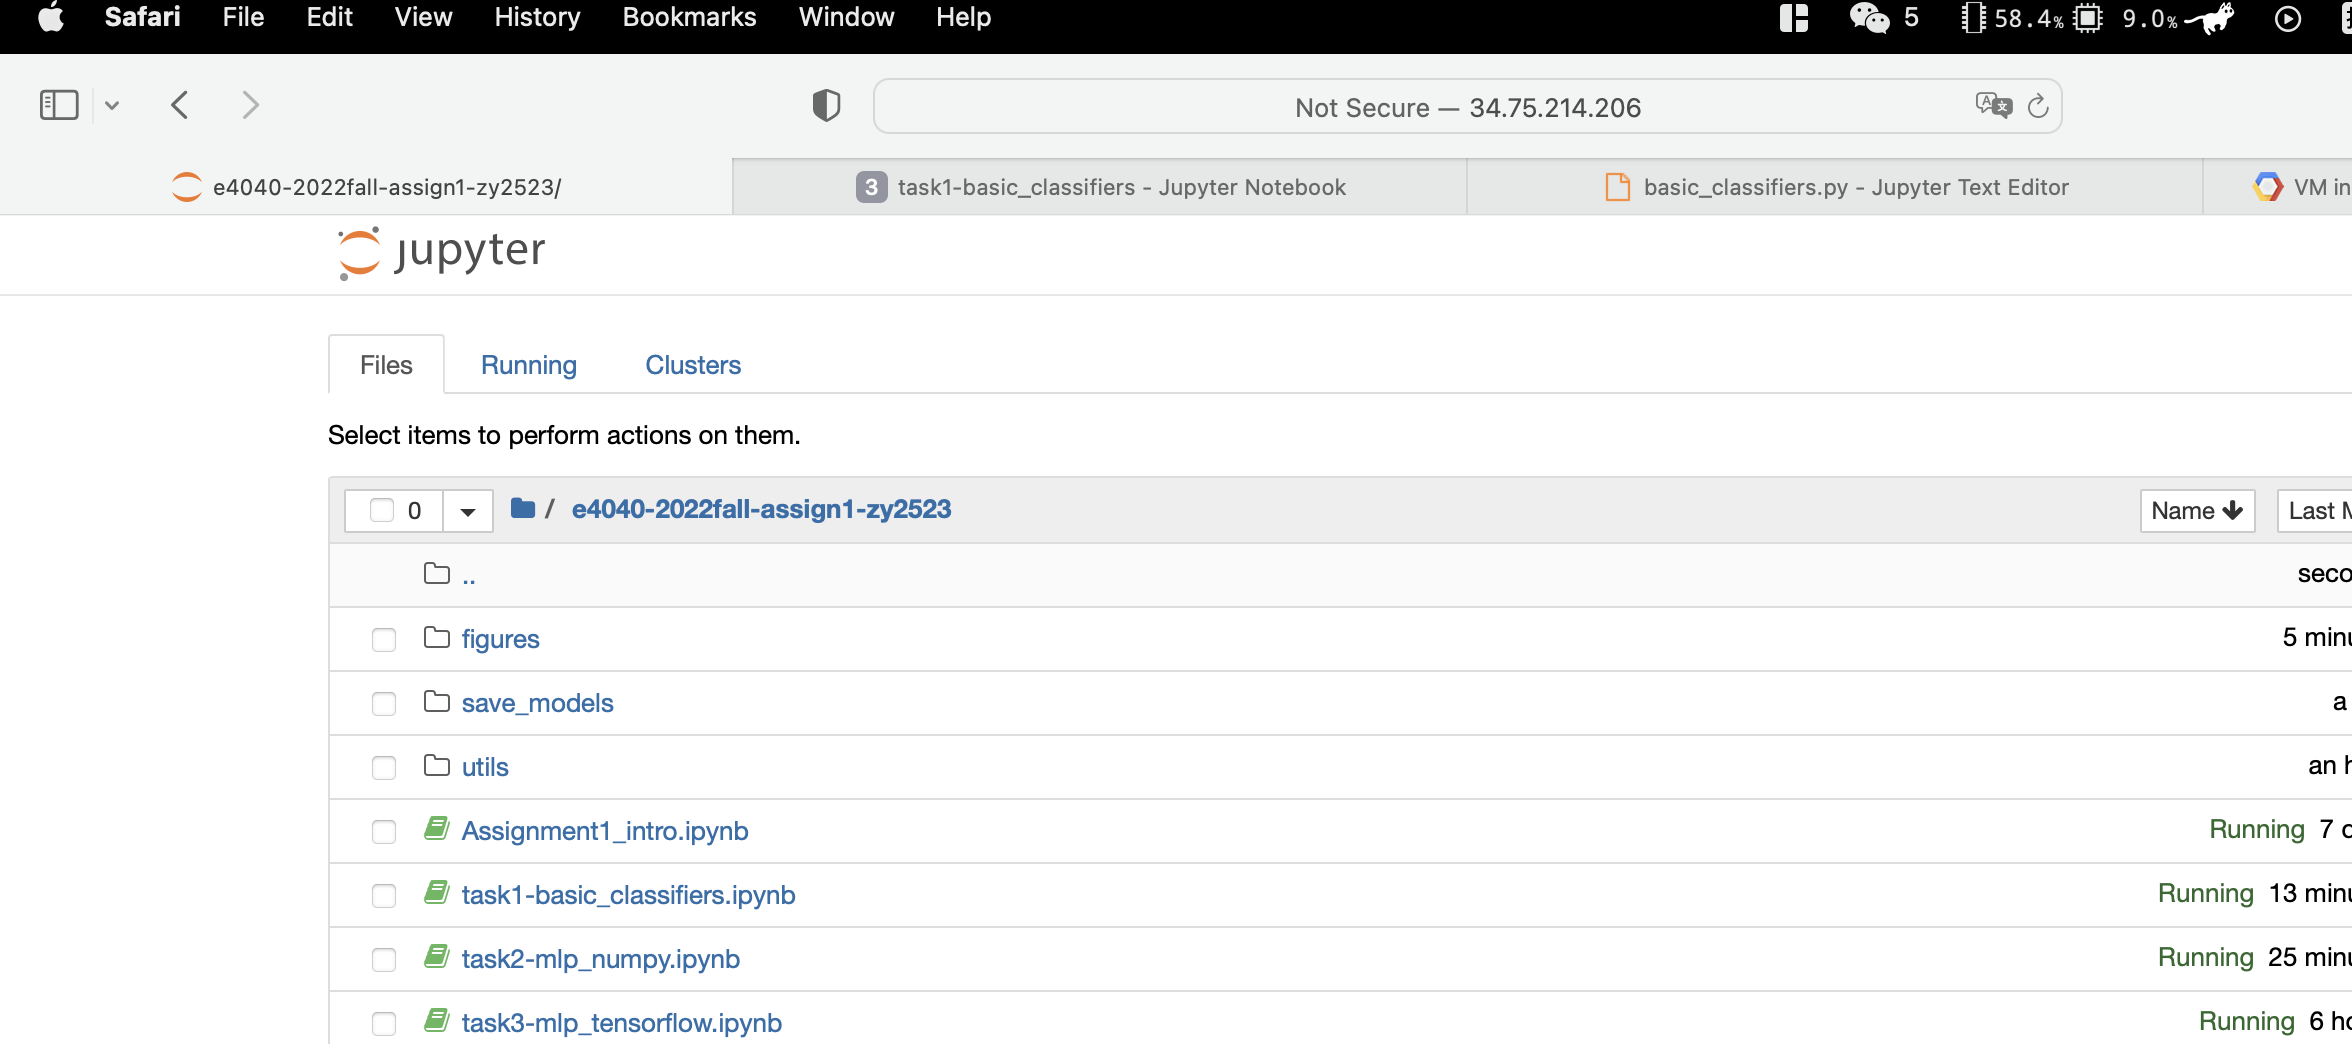 Safari File Edit View History Bookmarks Window Help 5 58.4% 9.0%
Not Secure — 34.75.214.206
e4040-2022fall-assign1-zy2523/ 3 task1-basic_classifiers - Jupyter Notebook basic_classifiers.py - Jupyter Text Editor VM in
jupyter
Files Running Clusters
Select items to perform actions on them.
0 / e4040-2022fall-assign1-zy2523 Name Last M
.. seco
figures 5 minu
save_models a
utils an h
Assignment1_intro.ipynb Running 7
task1-basic_classifiers.ipynb Running 13 minu
task2-mlp_numpy.ipynb Running 25 minu
task3-mlp_tensorflow.ipynb Running 6 ho